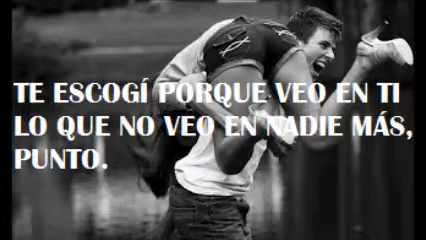 TE ESCOGÍ PORQUE VEO EN TI
LO QUE NO VEO EN NADIE MÁS,
PUNTO.